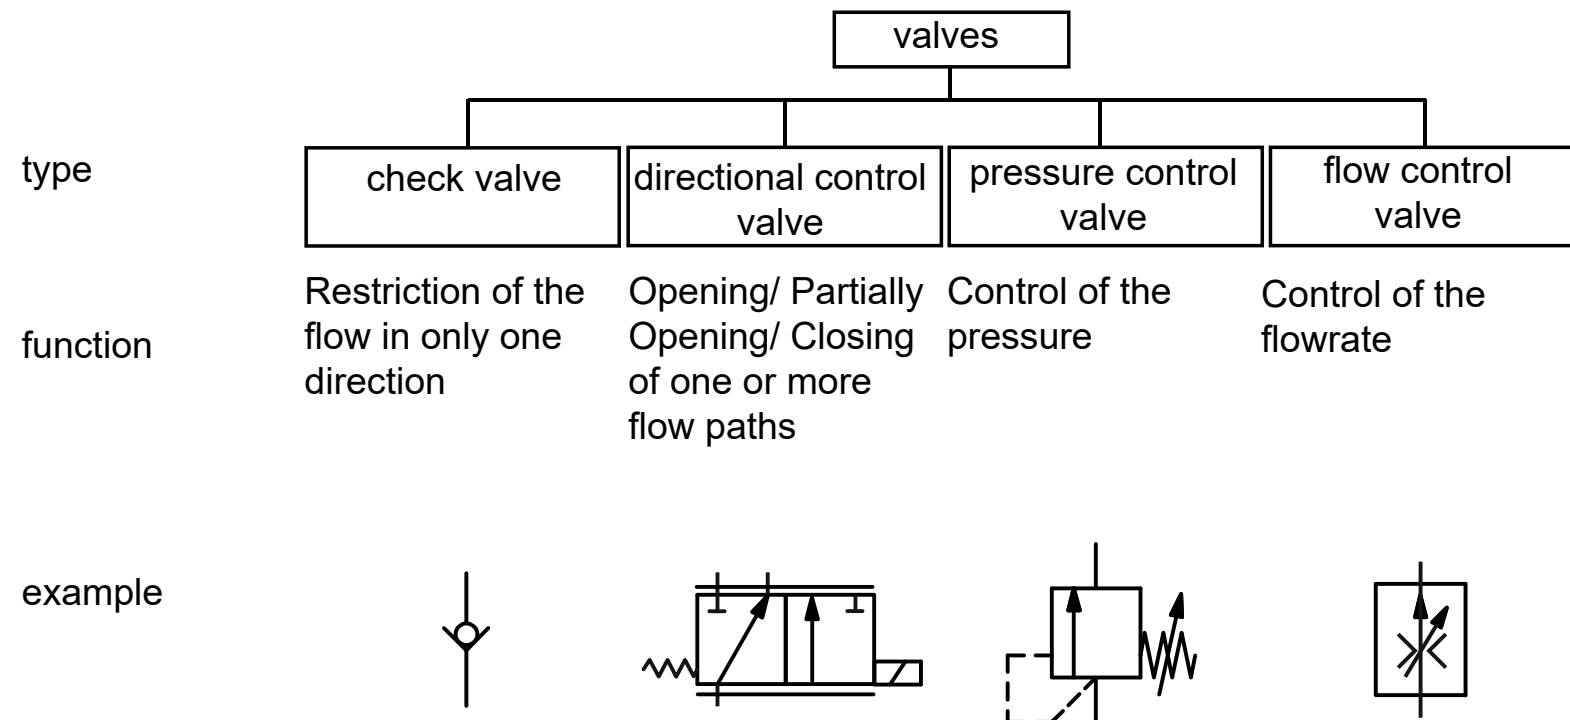 valves
type
check valve
directional control
valve
pressure control
valve
flow control
valve
function
Restriction of the
flow in only one
direction
Opening/ Partially
Opening/ Closing
of one or more
flow paths
Control of the
pressure
Control of the
flowrate
example